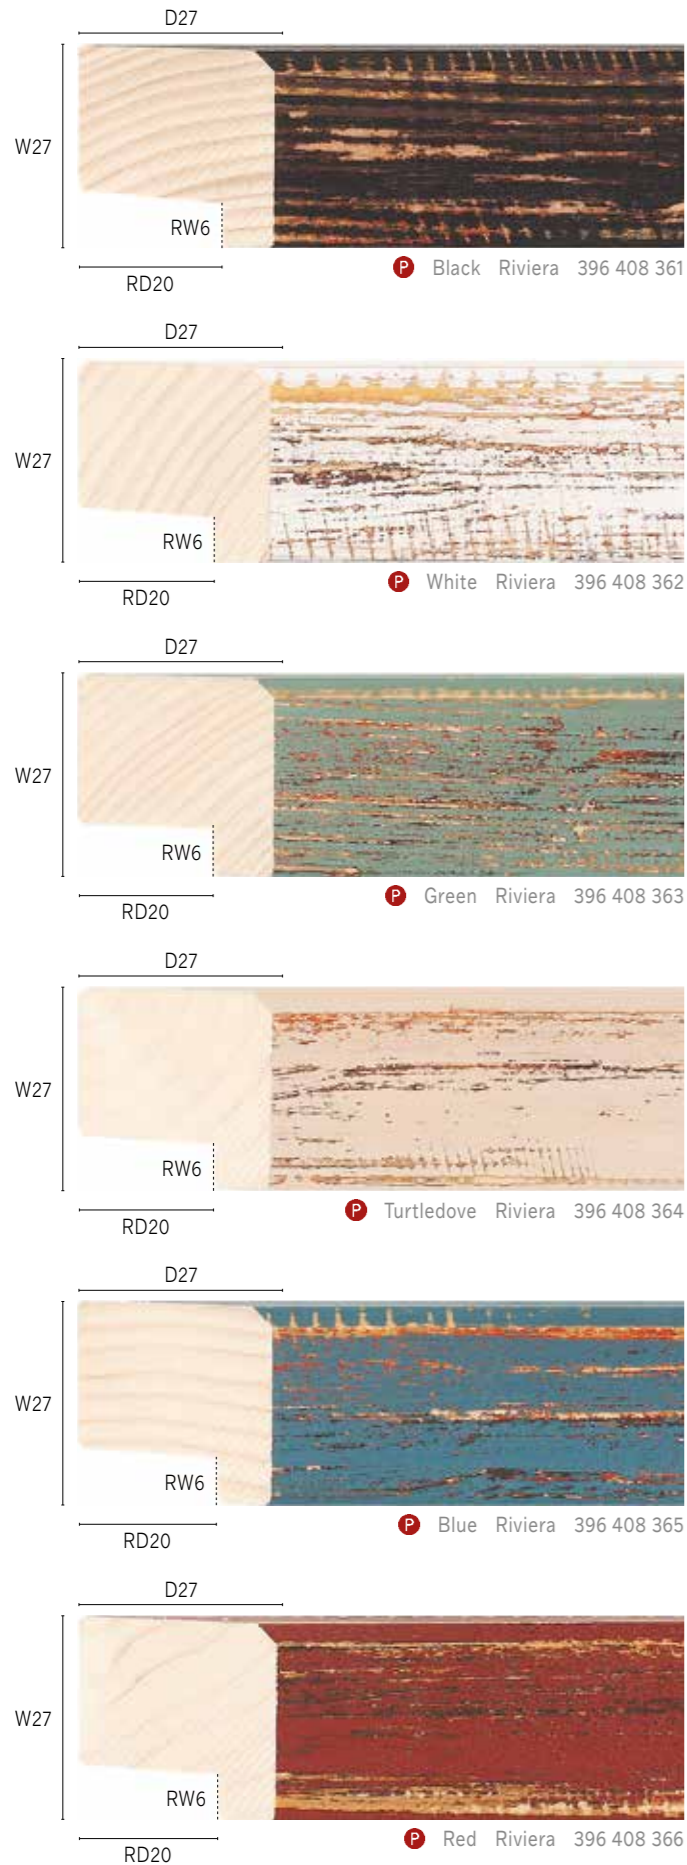 D27
W27
RW6
RD20
P Black Riviera 396 408 361
D27
W27
RW6
RD20
P White Riviera 396 408 362
D27
W27
RW6
RD20
P Green Riviera 396 408 363
D27
W27
RW6
RD20
P Turtledove Riviera 396 408 364
D27
W27
RW6
RD20
P Blue Riviera 396 408 365
D27
W27
RW6
RD20
P Red Riviera 396 408 366